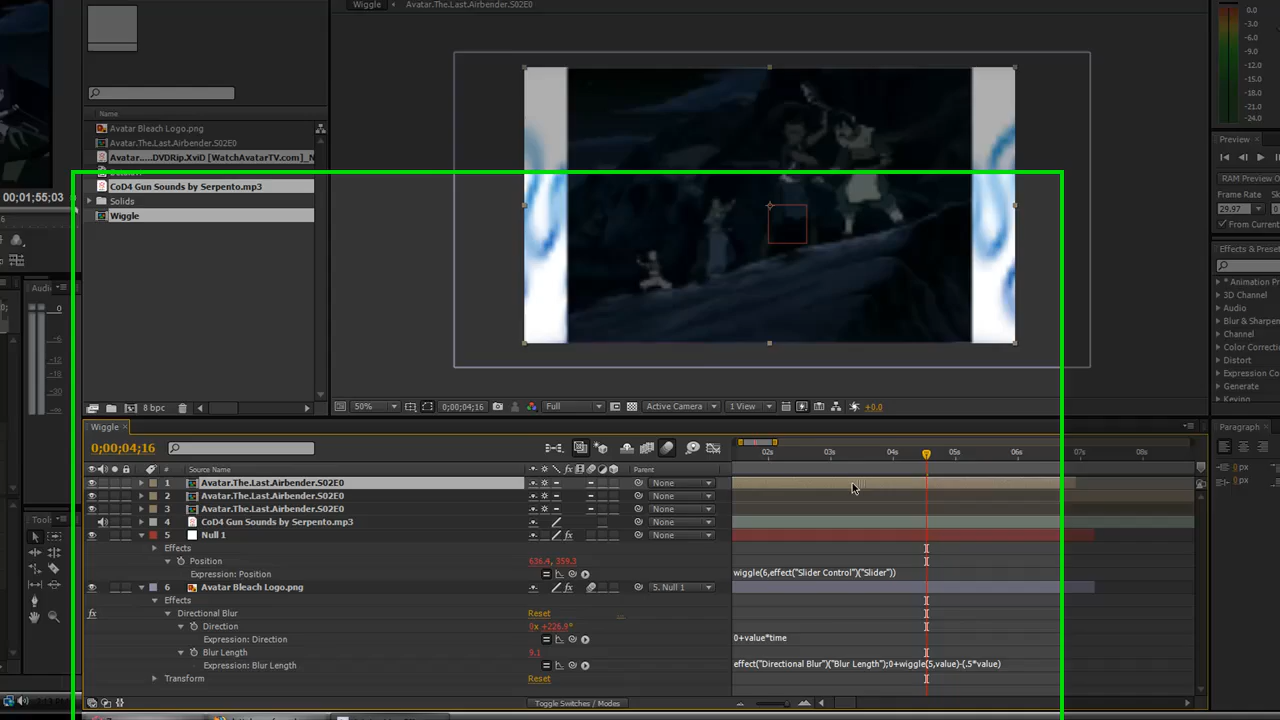 Wiggle
Avatar.The.Last.Airbender.S02E0
0.0
-3.0
-6.0
-9.0
-12.0
-15.0
-18.0
-21.0
-24.0
Name
Avatar Bleach Logo.png
Avatar.The.Last.Airbender.S02E0
Avatar.....DVDRip.XviD [WatchAvatarTV.com]_N
CoD4 Gun Sounds by Serpento.mp3
Solids
Wiggle
1;55;03
Preview
RAM Preview O
Frame Rate S
29.97
From Current
Effects & Prese
* Animation Pr
3D Channel
Audio
Blur & Sharpen
Channel
Color Correctio
Distort
Expression Co
Generate
Keying
Audi
0
-6
-12
-18
-24
-30
8 bpc
50%
0;00;04;16
Full
Active Camera
1 View
+0.0
Wiggle
0;00;04;16
02s 03s 04s 05s 06s 07s 08s
Paragraph
0 px
0 px
# Source Name Parent
1 Avatar.The.Last.Airbender.S02E0 None
2 Avatar.The.Last.Airbender.S02E0 None
3 Avatar.The.Last.Airbender.S02E0 None
4 CoD4 Gun Sounds by Serpento.mp3 None
5 Null 1 None
Effects
Position 636.4, 359.3
Expression: Position wiggle(6,effect("Slider Control")("Slider"))
6 Avatar Bleach Logo.png 5. Null 1
Effects
Directional Blur Reset
Direction 0x +226.9°
Expression: Direction 0+value*time
Blur Length 9.1
Expression: Blur Length effect("Directional Blur")("Blur Length");0+wiggle(5,value)-(.5*value)
Transform Reset
Tools
Toggle Switches / Modes